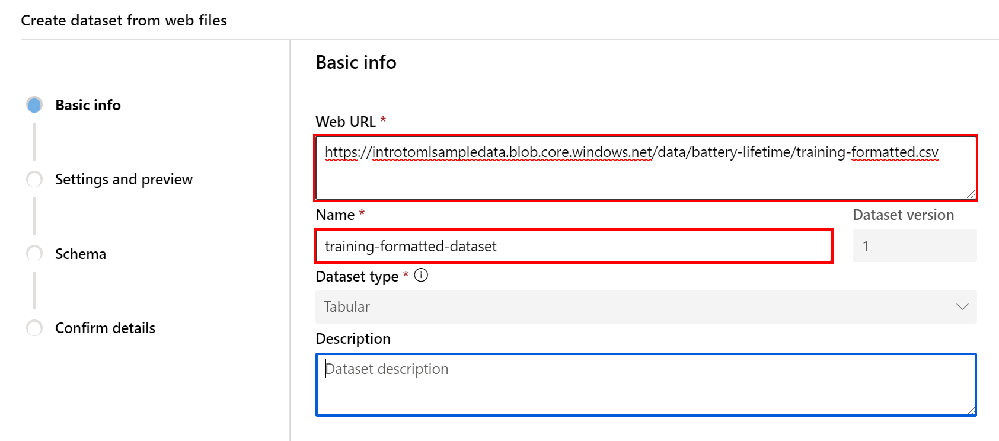 Create dataset from web files
Basic info
Settings and preview
Schema
Confirm details
Basic info
Web URL *
https://introtomlsampledata.blob.core.windows.net/data/battery-lifetime/training-formatted.csv
Name *
Dataset version
training-formatted-dataset
1
Dataset type * i
Tabular
Description
Dataset description